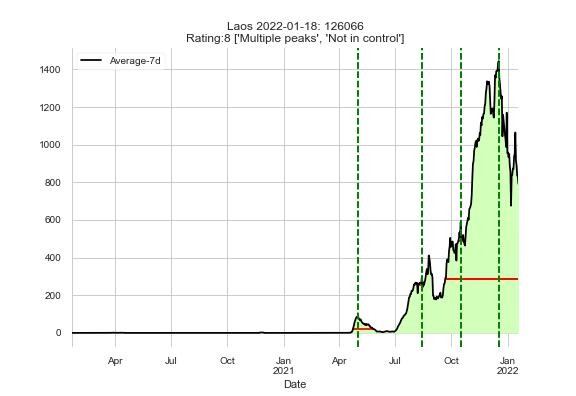 Laos 2022-01-18: 126066
Rating:8 ['Multiple peaks', 'Not in control']
Average-7d
1400
1200
1000
800
600
400
200
0
Apr Jul Oct Jan Apr Jul Oct Jan
2021 2022
Date